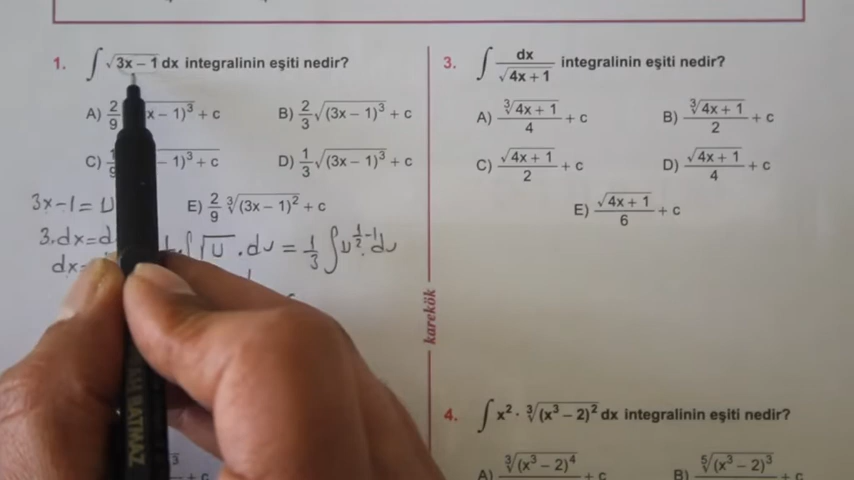 1. ∫ √(3x − 1) dx integralinin eşiti nedir?
A) 2/9 x − 1)³ + c
B) 2/3 √(3x − 1)³ + c
C) − 1)³ + c
D) 1/3 √(3x − 1)³ + c
E) 2/9 ∛(3x − 1)² + c
3x−1=U
3.dx=d
dx=
∫ √U . du = 1/3 ∫ U^(1/2) du
3. ∫ dx/√(4x + 1) integralinin eşiti nedir?
A) ∛(4x + 1)/4 + c
B) ∛(4x + 1)/2 + c
C) √(4x + 1)/2 + c
D) √(4x + 1)/4 + c
E) √(4x + 1)/6 + c
karekök
4. ∫ x² · ∛(x³ − 2)² dx integralinin eşiti nedir?
A) ∛(x³ − 2)⁴ + c
B) ⁵√(x³ − 2)³ + c
+ c